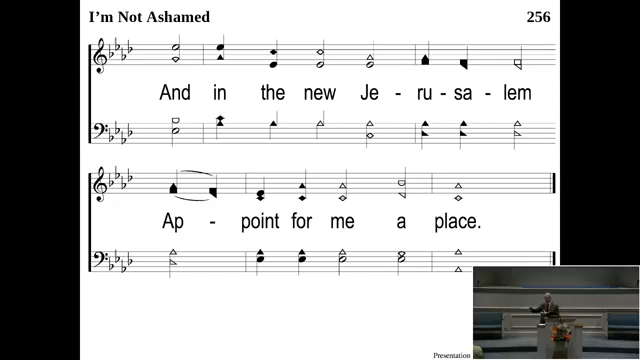 I'm Not Ashamed 256
And in the new Je - ru - sa - lem
Ap - point for me a place.
Presentation